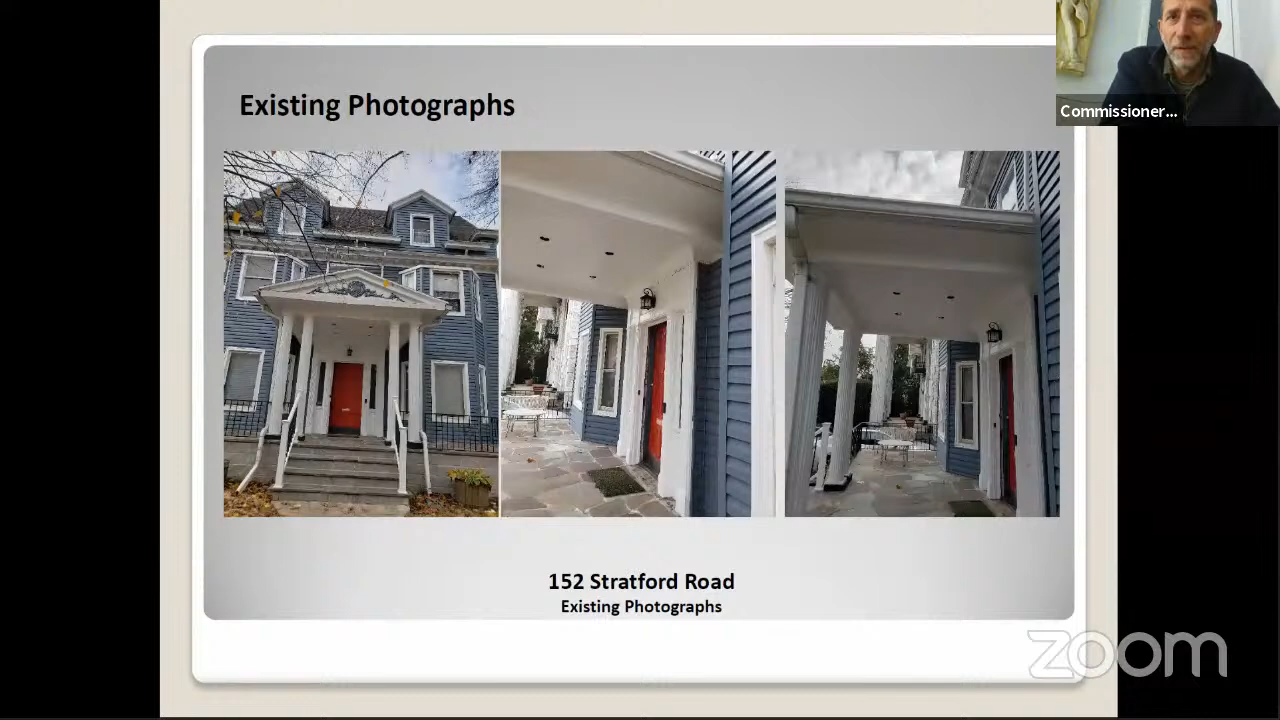 Existing Photographs
Commissioner...
152 Stratford Road
Existing Photographs
zoom